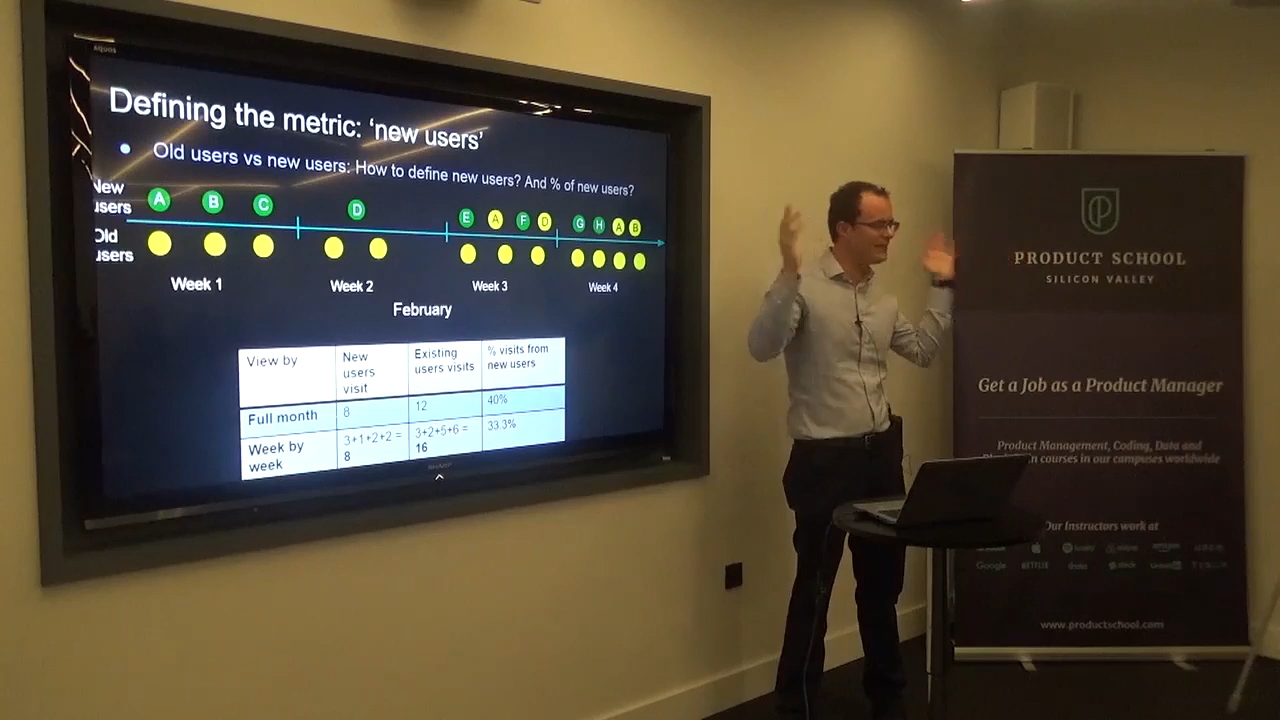 AQUOS
Defining the metric: ‘new users’
Old users vs new users: How to define new users? And % of new users?
New
users
A B C D E A F D G H A B
Old
users
Week 1 Week 2 Week 3 Week 4
February
View by
New
users
visit
Existing
users visits
% visits from
new users
Full month
8
12
40%
Week by
week
3+1+2+2 =
8
3+2+5+6 =
16
33.3%
SHARP
PRODUCT SCHOOL
SILICON VALLEY
Get a Job as a Product Manager
Product Management, Coding, Data and
in courses in our campuses worldwide
Our Instructors work at
Google NETFLIX
www.productschool.com